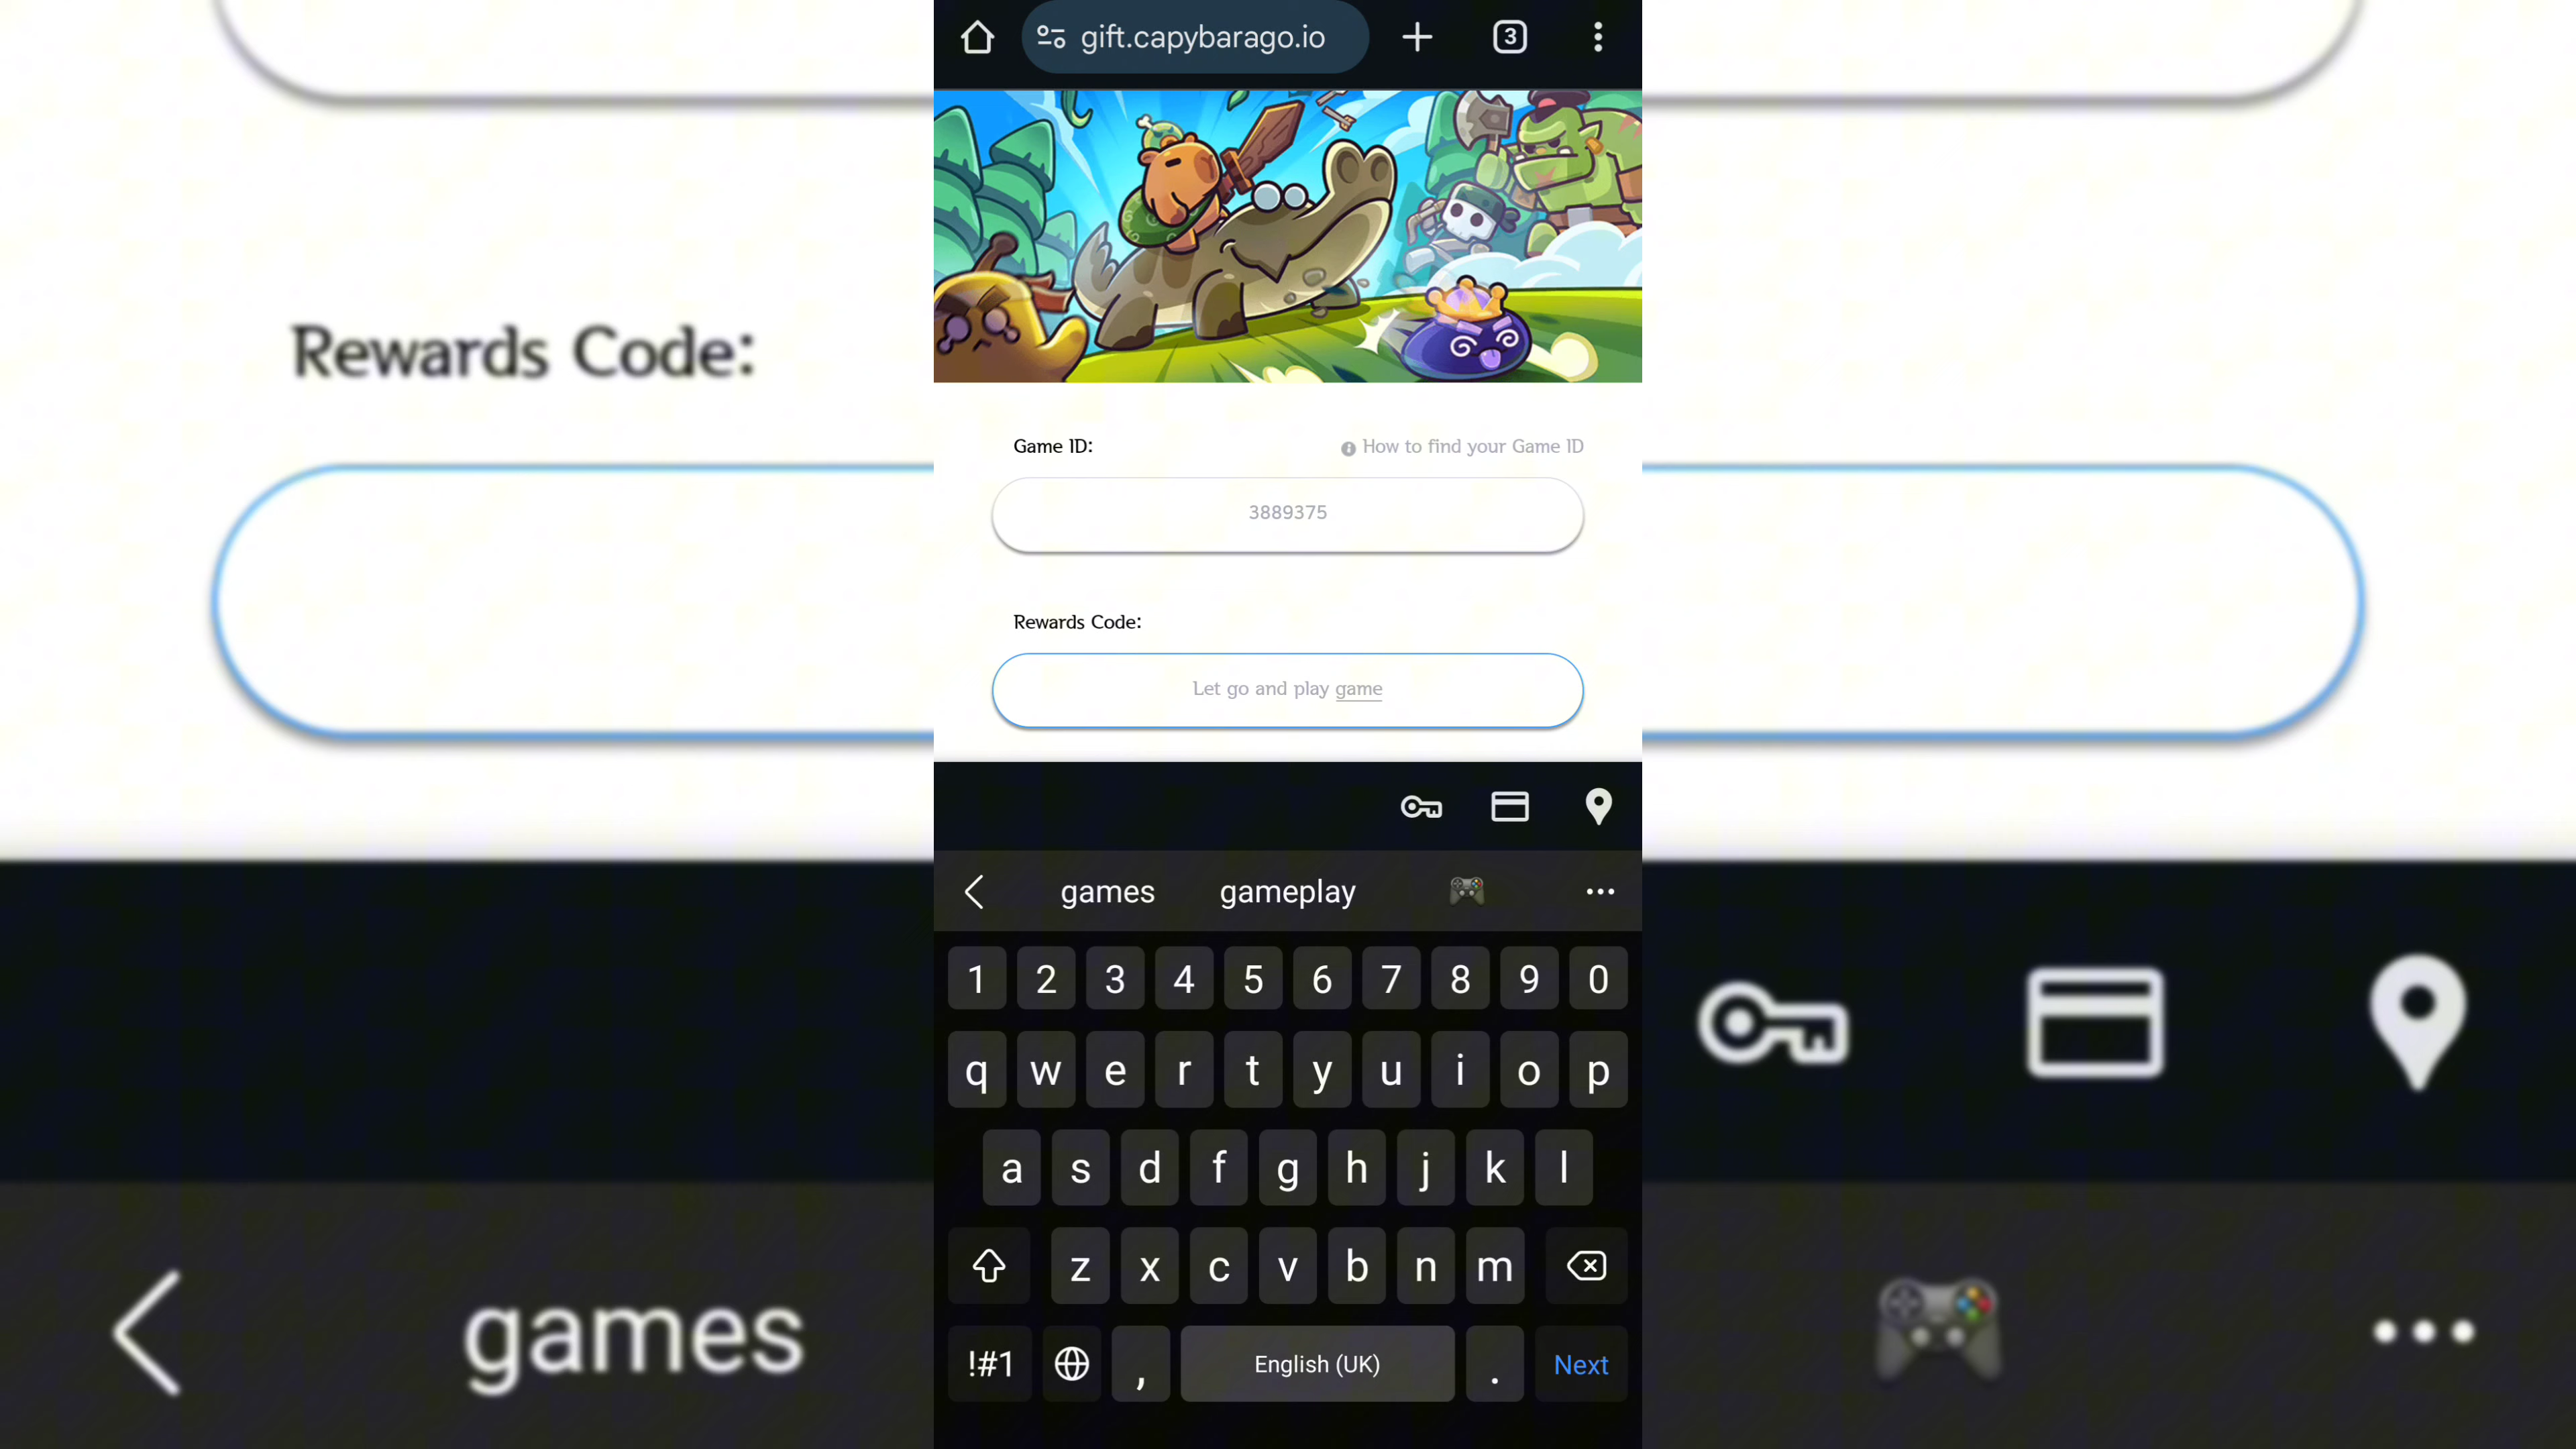 gift.capybarago.io
3
Game ID:
How to find your Game ID
3889375
Rewards Code:
Let go and play game
games gameplay
1 2 3 4 5 6 7 8 9 0
q w e r t y u i o p
a s d f g h j k l
z x c v b n m
!#1 , English (UK) . Next
Rewards Code:
games